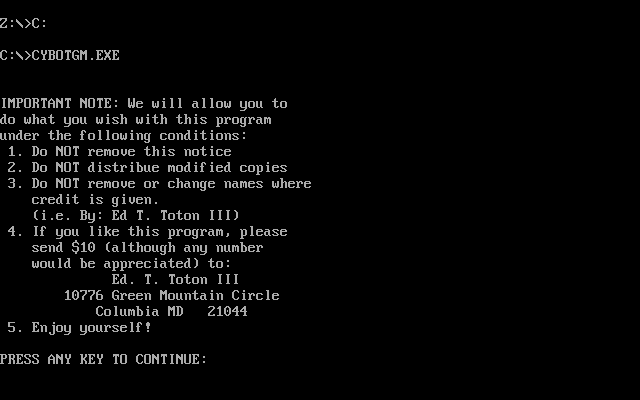 Z:\>C:
C:\>CYBOTGM.EXE
IMPORTANT NOTE: We will allow you to
do what you wish with this program
under the following conditions:
1. Do NOT remove this notice
2. Do NOT distribue modified copies
3. Do NOT remove or change names where
credit is given.
(i.e. By: Ed T. Toton III)
4. If you like this program, please
send $10 (although any number
would be appreciated) to:
Ed. T. Toton III
10776 Green Mountain Circle
Columbia MD 21044
5. Enjoy yourself!
PRESS ANY KEY TO CONTINUE: